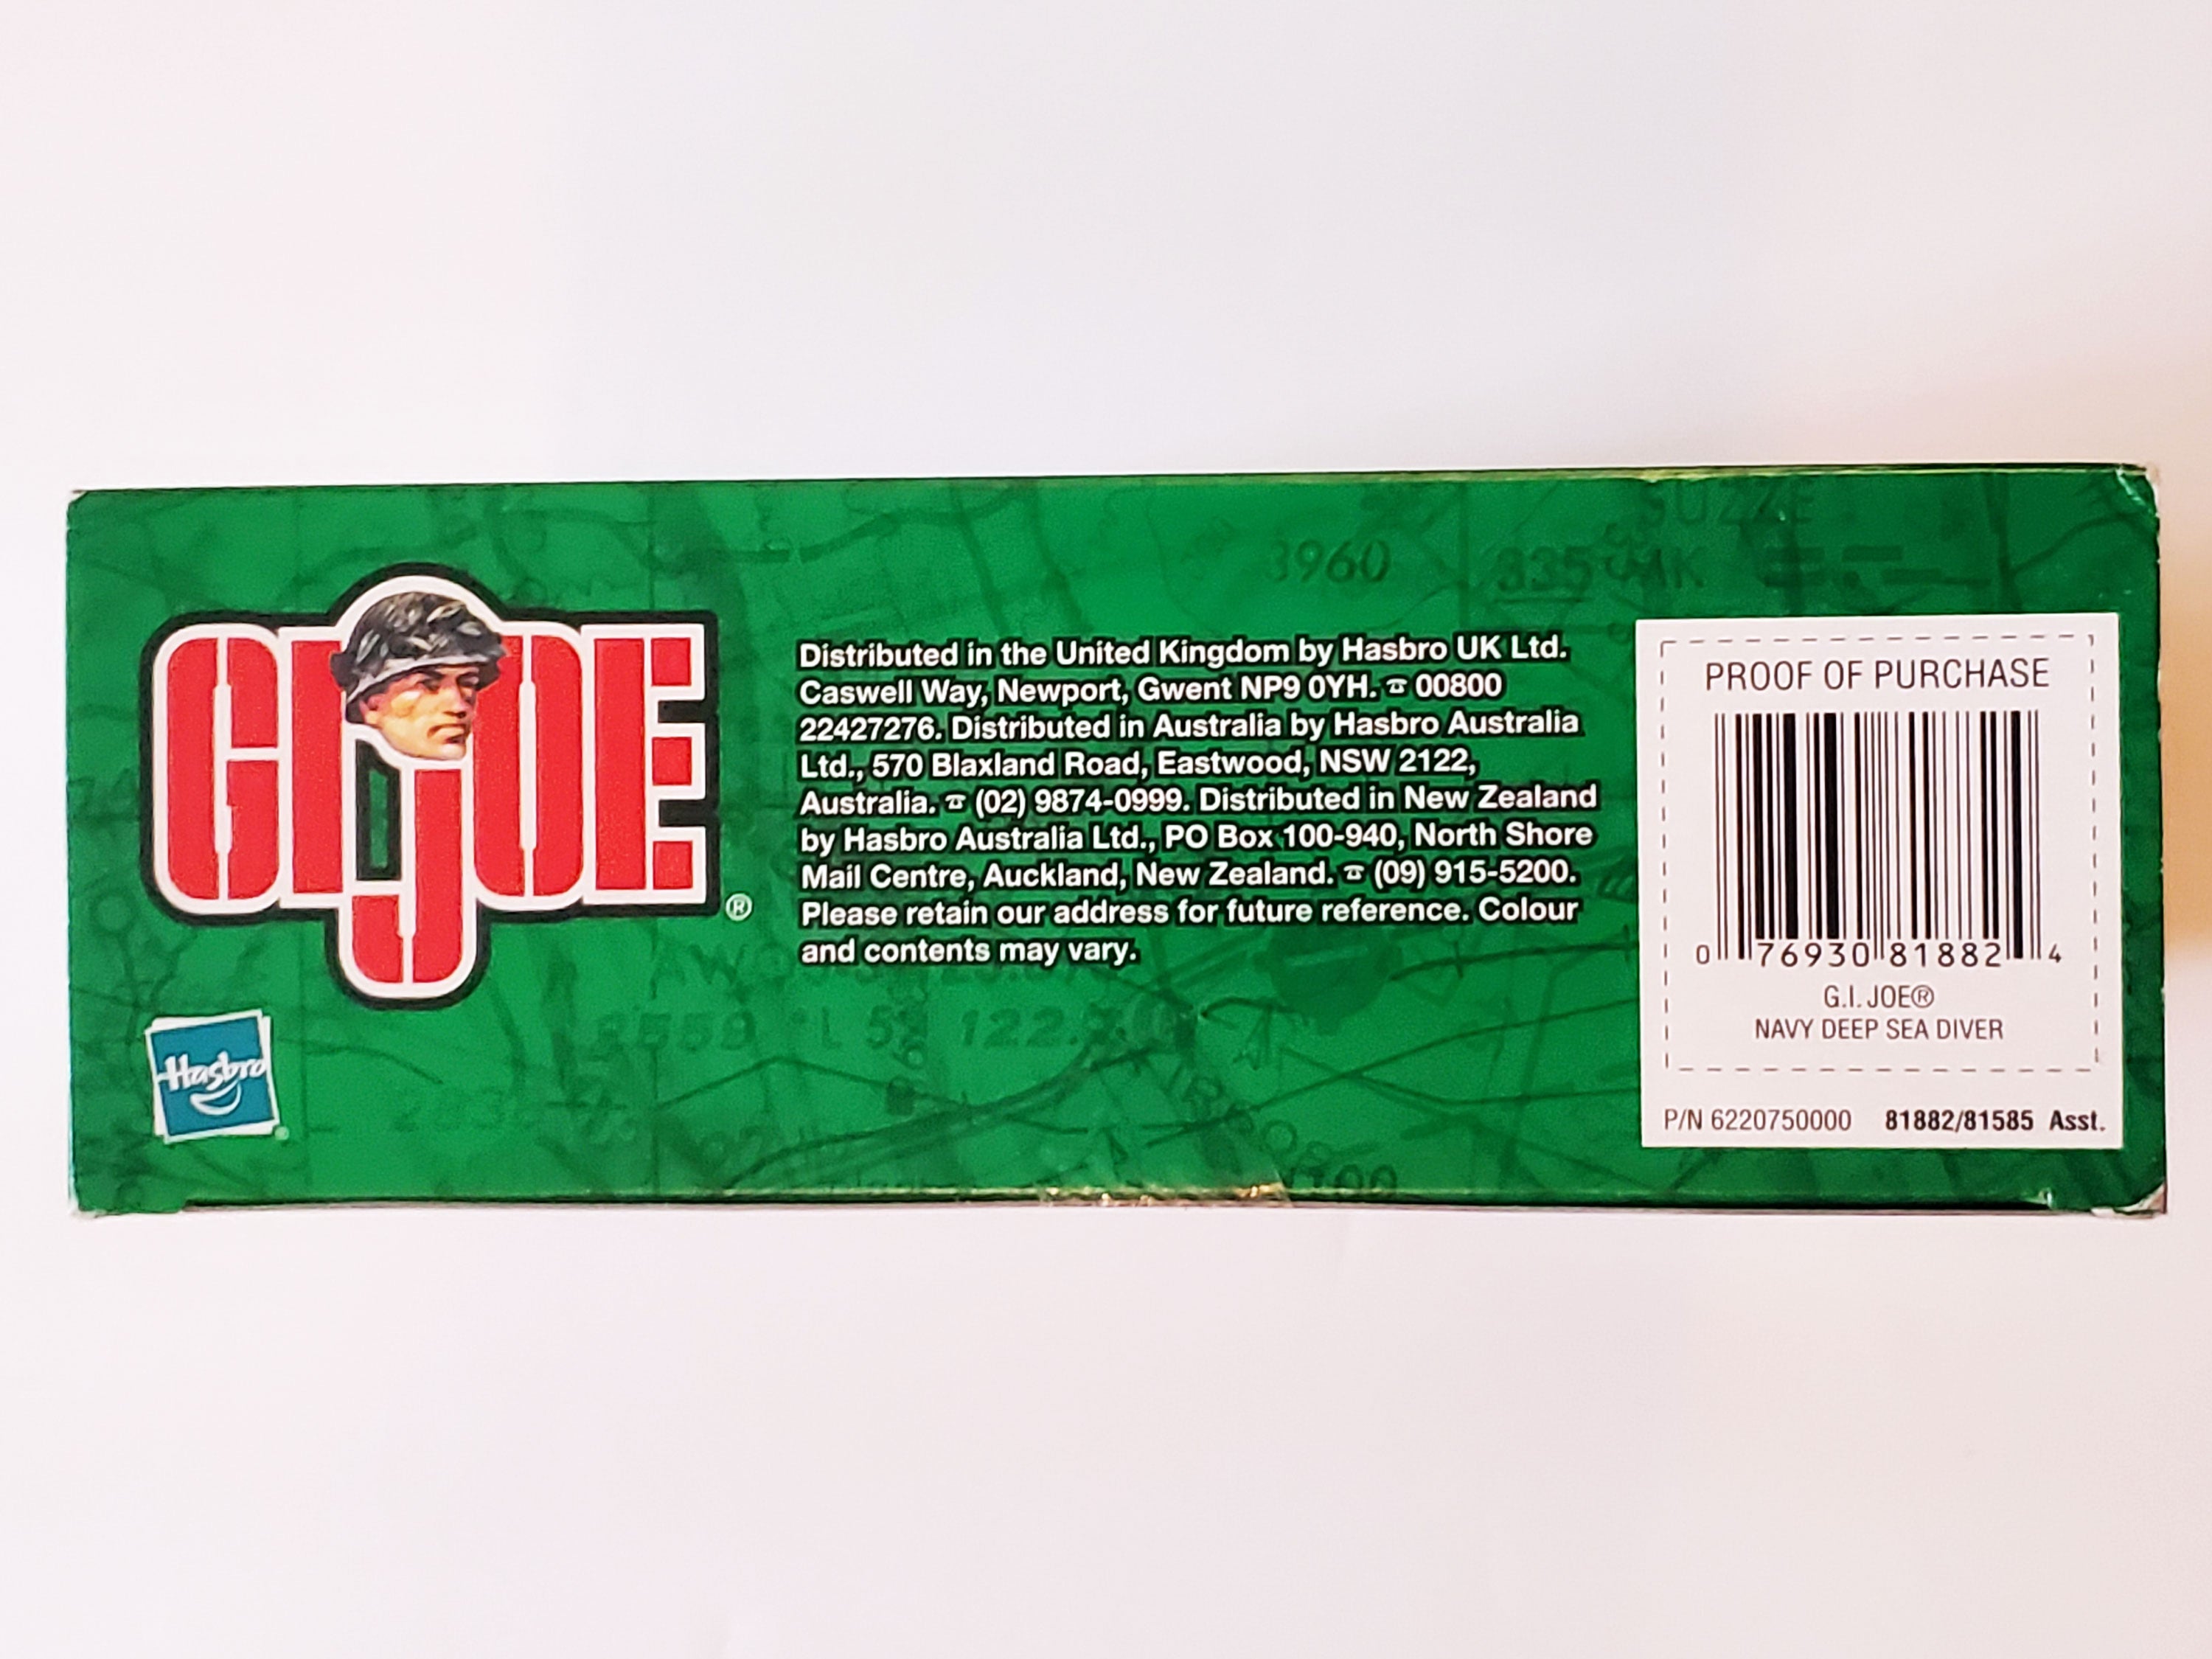 GI JOE
®
Hasbro
Distributed in the United Kingdom by Hasbro UK Ltd.
Caswell Way, Newport, Gwent NP9 0YH. ☎ 00800
22427276. Distributed in Australia by Hasbro Australia
Ltd., 570 Blaxland Road, Eastwood, NSW 2122,
Australia. ☎ (02) 9874-0999. Distributed in New Zealand
by Hasbro Australia Ltd., PO Box 100-940, North Shore
Mail Centre, Auckland, New Zealand. ☎ (09) 915-5200.
Please retain our address for future reference. Colour
and contents may vary.
PROOF OF PURCHASE
0 76930 81882 4
G.I. JOE®
NAVY DEEP SEA DIVER
P/N 6220750000 81882/81585 Asst.
3960